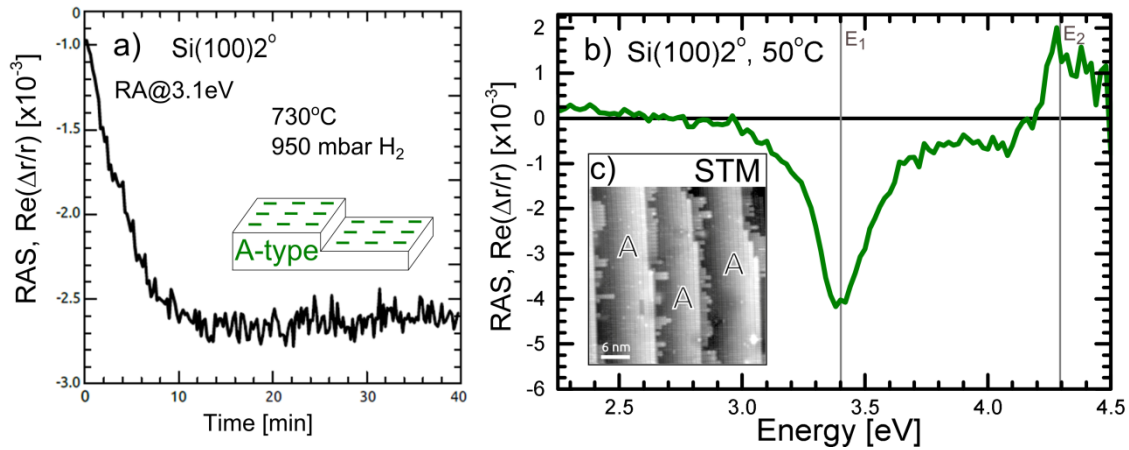 a) Si(100)2°
RA@3.1eV
730°C
950 mbar H₂
A-type
RAS, Re(Δr/r) [x10⁻³]
0
-1.0
-1.5
-2.0
-2.5
-3.0
0 10 20 30 40
Time [min]
b) Si(100)2°, 50°C
E₁
E₂
RAS, Re(Δr/r) [x10⁻³]
2
1
0
-1
-2
-3
-4
-5
-6
c) STM
A
A
A
6 nm
2.5 3.0 3.5 4.0 4.5
Energy [eV]